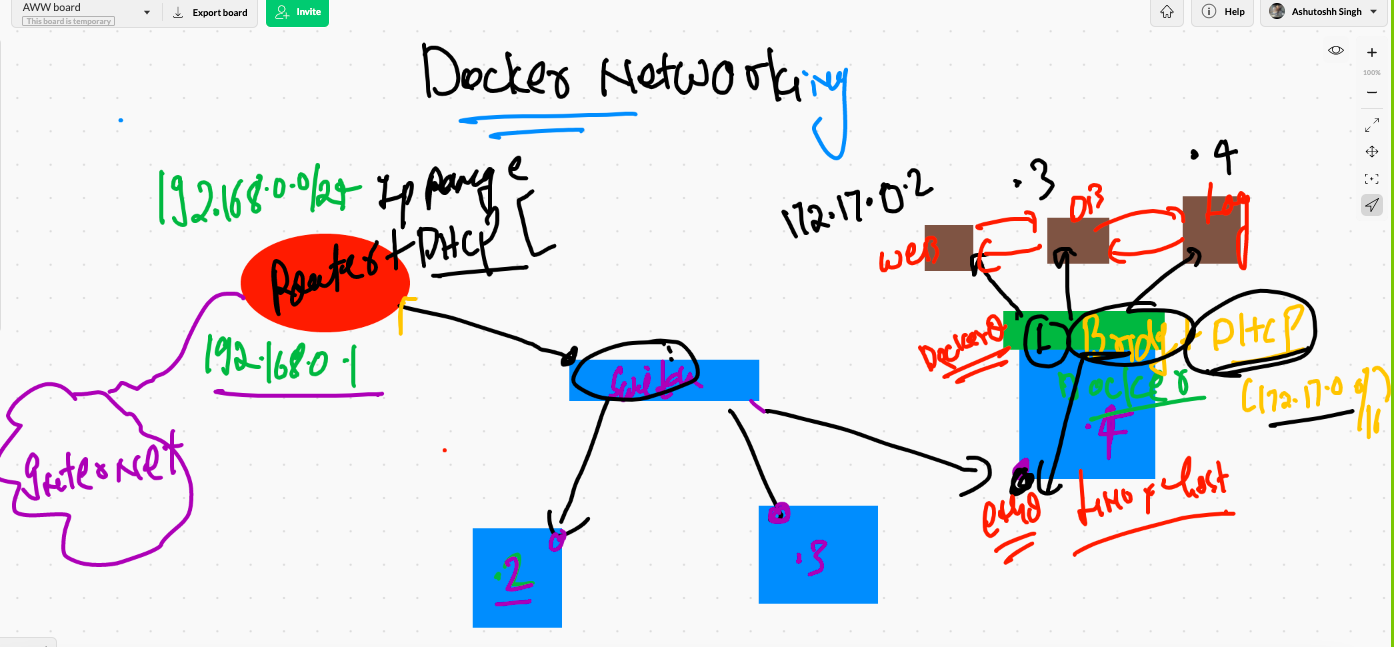 AWW board
This board is temporary
Export board
Invite
Help
Ashutoshh Singh
100%
Docker Networking
192.168.0.0/24
Ip Range
Router + DHCP
192.168.0.1
Internet
Switch
.2
.3
172.17.0.2
.3
.4
web
DB
Log
Docker0
Bridge + DHCP
Docker
(172.17.0.0/16)
.4
eth0
host